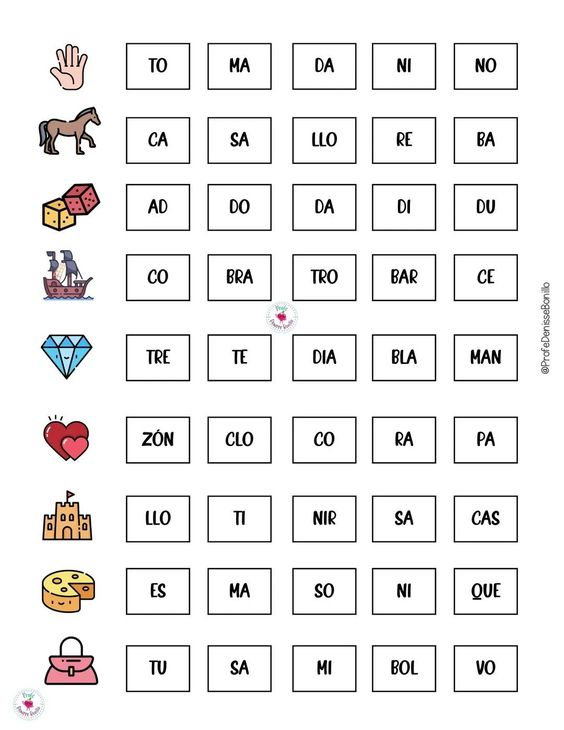 TO MA DA NI NO
CA SA LLO RE BA
AD DO DA DI DU
CO BRA TRO BAR CE
TRE TE DIA BLA MAN
ZÓN CLO CO RA PA
LLO TI NIR SA CAS
ES MA SO NI QUE
TU SA MI BOL VO
@ProfeDenisseBonillo